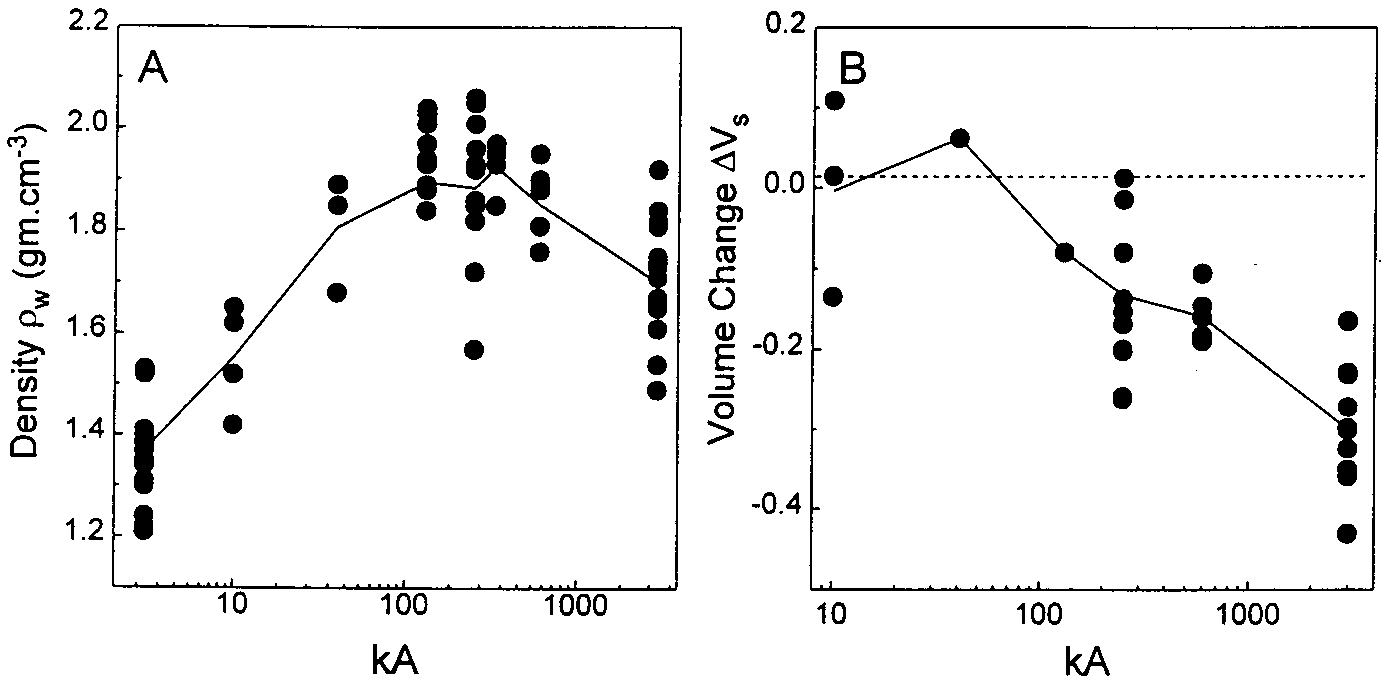 A
Density ρw (gm.cm-3)
2.2
2.0
1.8
1.6
1.4
1.2
10
100
1000
kA
B
Volume Change ΔVs
0.2
0.0
-0.2
-0.4
10
100
1000
kA